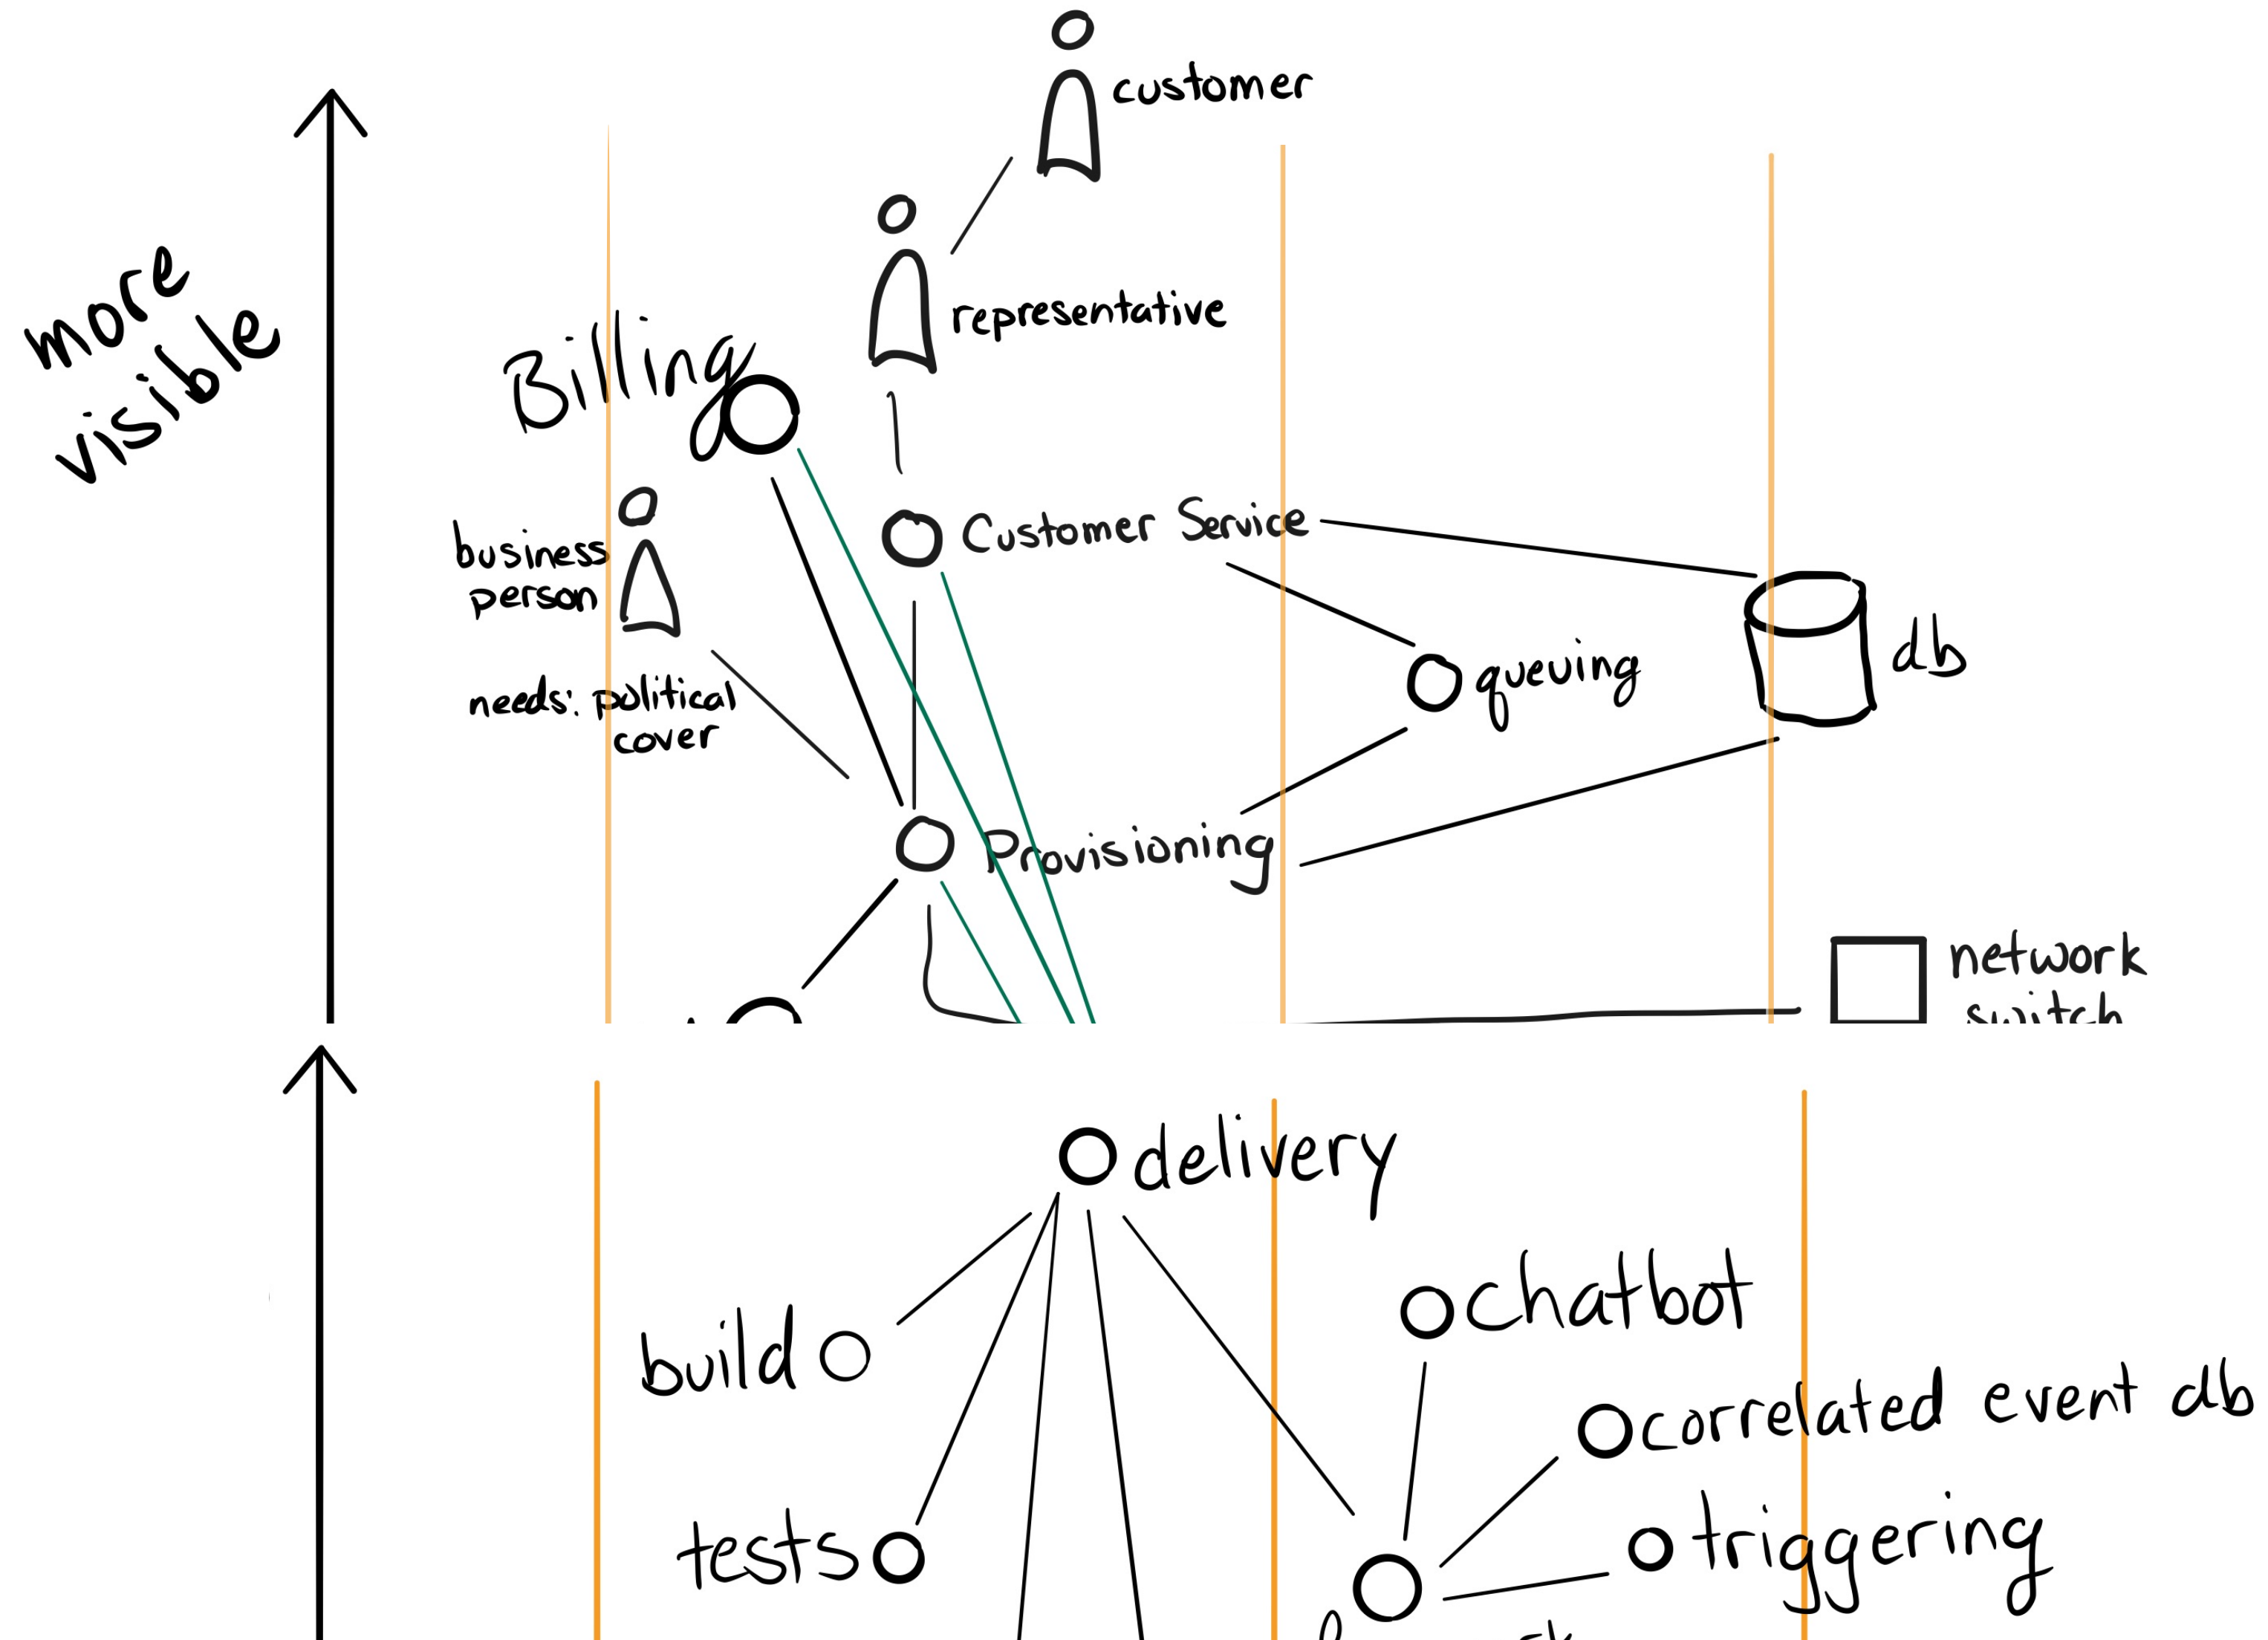 customer
more
visible
representative
Billing
Customer Service
business
person
needs: political
cover
queuing
db
Provisioning
network
switch
delivery
chatbot
build
correlated event db
tests
triggering